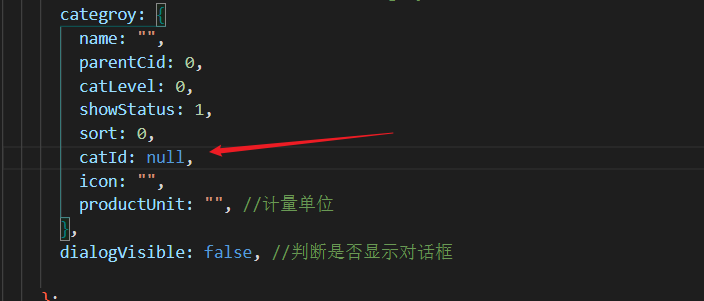 categroy: {
name: "",
parentCid: 0,
catLevel: 0,
showStatus: 1,
sort: 0,
catId: null,
icon: "",
productUnit: "", //计量单位
},
dialogVisible: false, //判断是否显示对话框
};